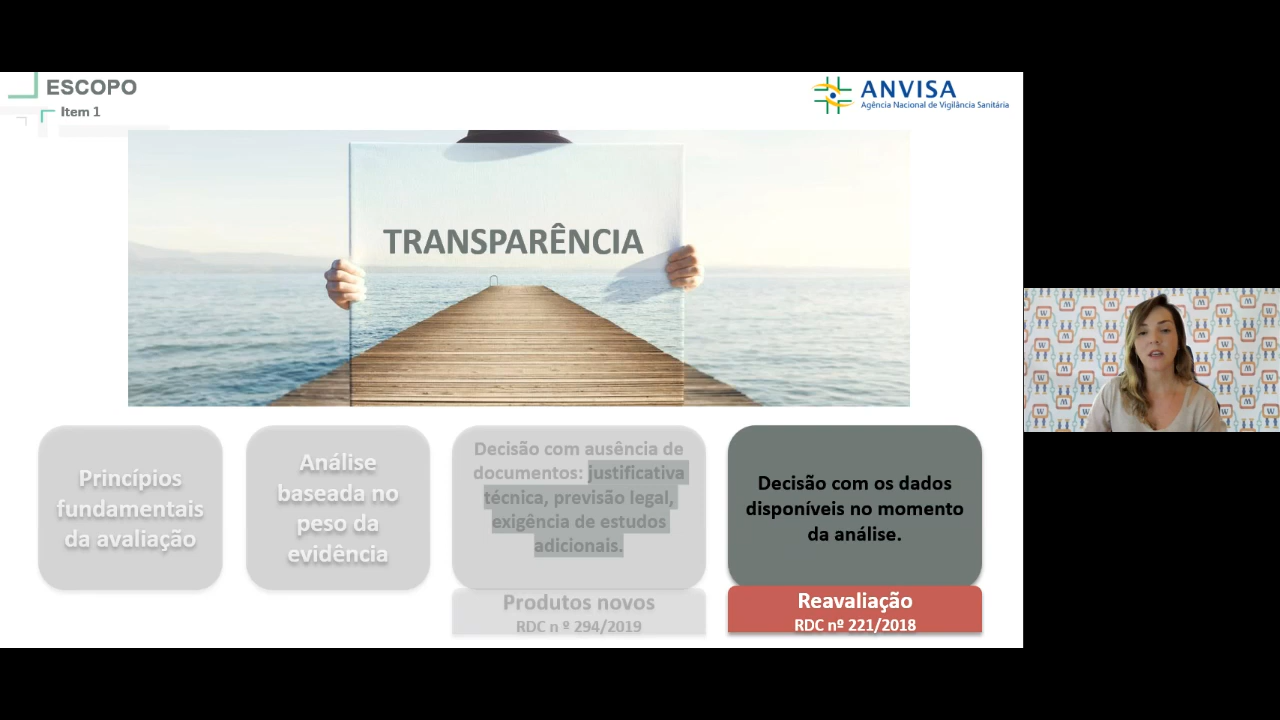 ESCOPO
Item 1
ANVISA
Agência Nacional de Vigilância Sanitária
TRANSPARÊNCIA
Princípios
fundamentais
da avaliação
Análise
baseada no
peso da
evidência
Decisão com ausência de
documentos: justificativa
técnica, previsão legal,
exigência de estudos
adicionais.
Produtos novos
RDC n º 294/2019
Decisão com os dados
disponíveis no momento
da análise.
Reavaliação
RDC nº 221/2018